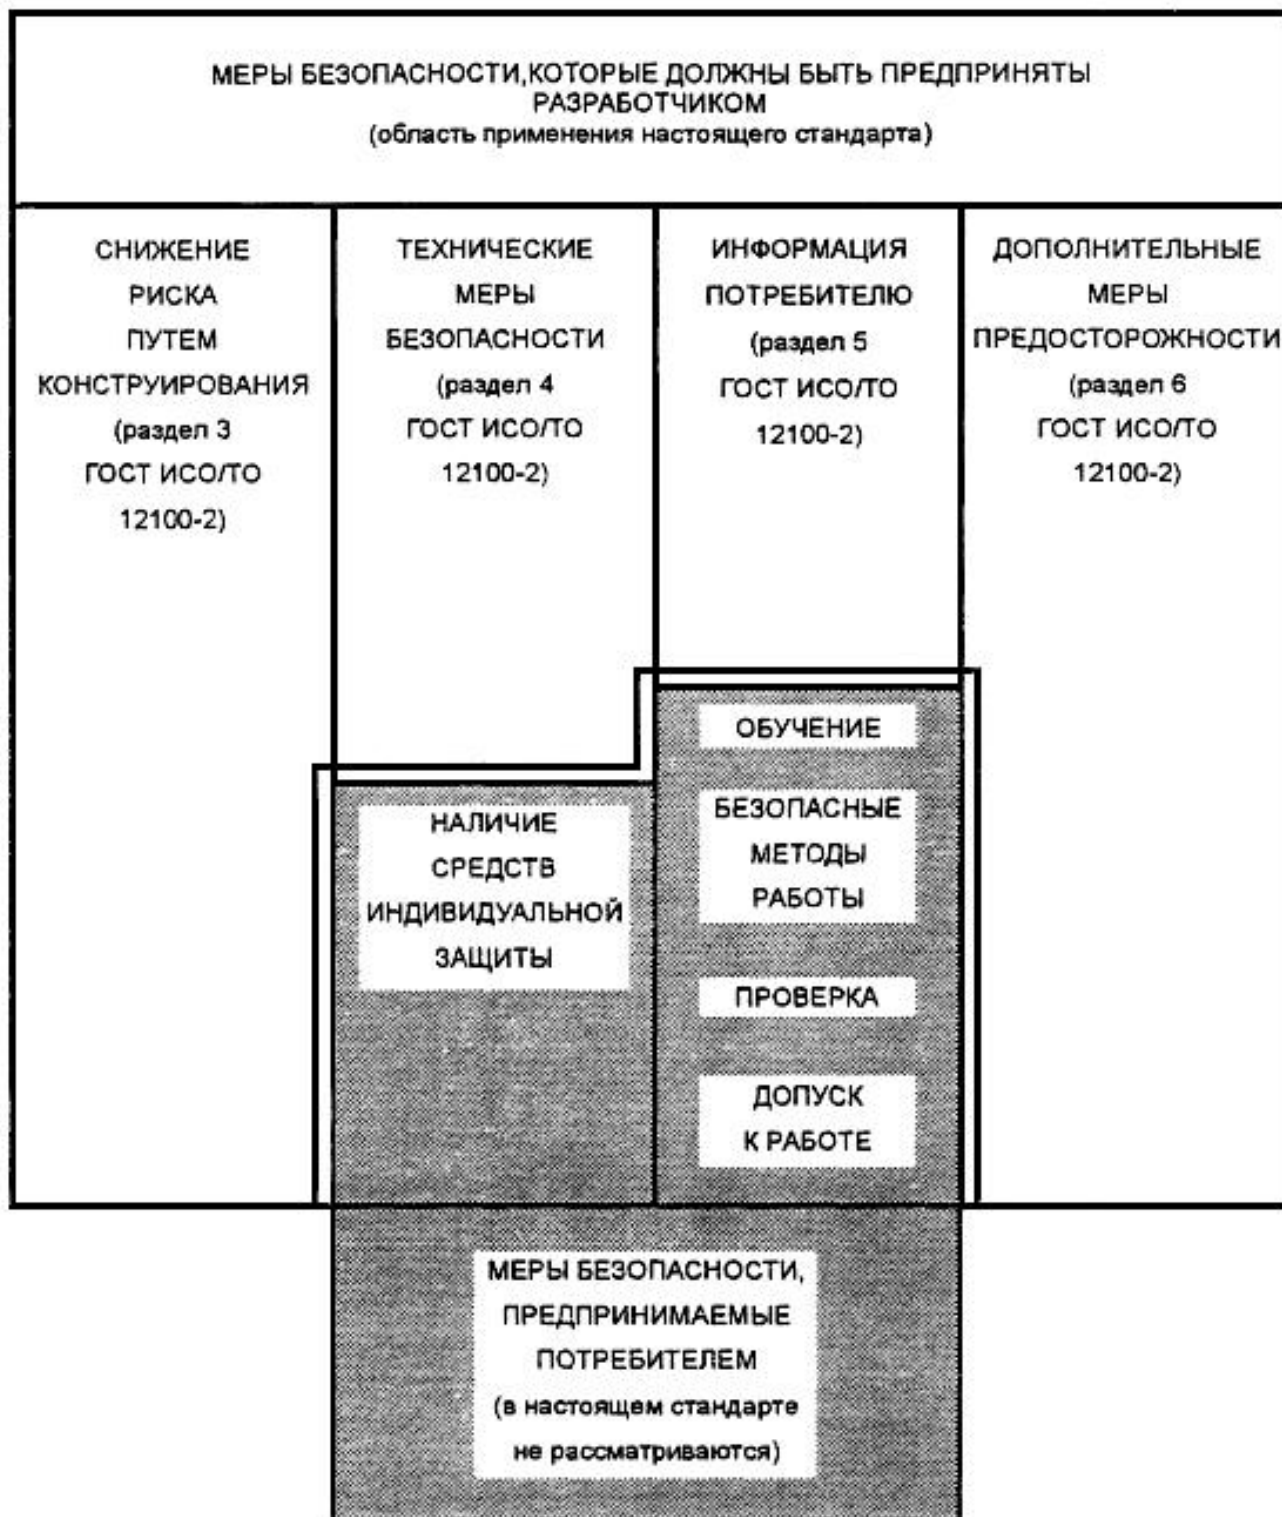 МЕРЫ БЕЗОПАСНОСТИ,КОТОРЫЕ ДОЛЖНЫ БЫТЬ ПРЕДПРИНЯТЫ
РАЗРАБОТЧИКОМ
(область применения настоящего стандарта)
СНИЖЕНИЕ
РИСКА
ПУТЕМ
КОНСТРУИРОВАНИЯ
(раздел 3
ГОСТ ИСО/ТО
12100-2)
ТЕХНИЧЕСКИЕ
МЕРЫ
БЕЗОПАСНОСТИ
(раздел 4
ГОСТ ИСО/ТО
12100-2)
ИНФОРМАЦИЯ
ПОТРЕБИТЕЛЮ
(раздел 5
ГОСТ ИСО/ТО
12100-2)
ДОПОЛНИТЕЛЬНЫЕ
МЕРЫ
ПРЕДОСТОРОЖНОСТИ
(раздел 6
ГОСТ ИСО/ТО
12100-2)
НАЛИЧИЕ
СРЕДСТВ
ИНДИВИДУАЛЬНОЙ
ЗАЩИТЫ
ОБУЧЕНИЕ
БЕЗОПАСНЫЕ
МЕТОДЫ
РАБОТЫ
ПРОВЕРКА
ДОПУСК
К РАБОТЕ
МЕРЫ БЕЗОПАСНОСТИ,
ПРЕДПРИНИМАЕМЫЕ
ПОТРЕБИТЕЛЕМ
(в настоящем стандарте
не рассматриваются)